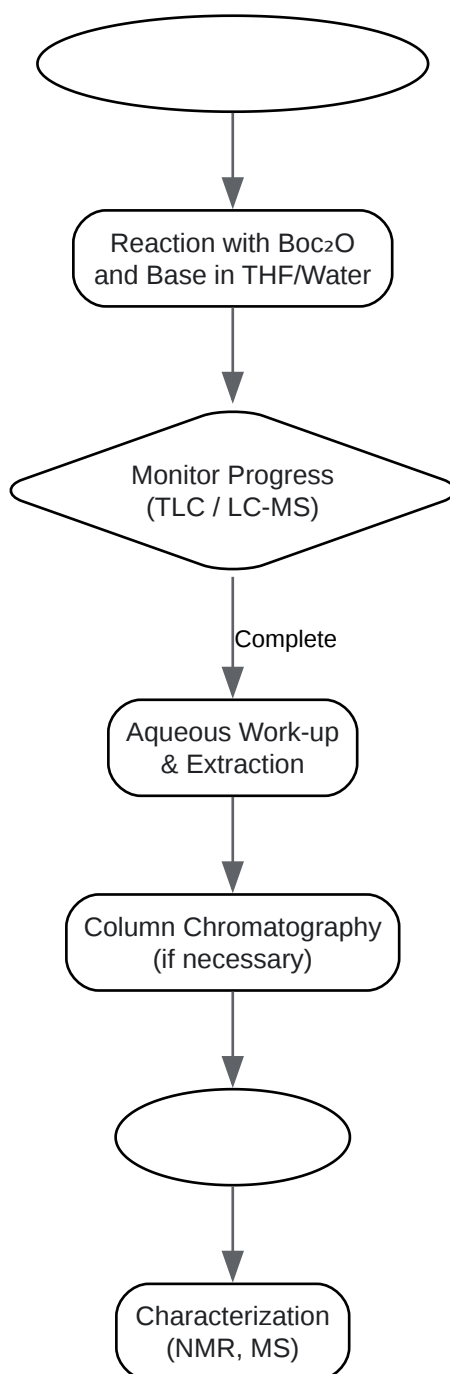 Reaction with Boc₂O
and Base in THF/Water
Monitor Progress
(TLC / LC-MS)
Complete
Aqueous Work-up
& Extraction
Column Chromatography
(if necessary)
Characterization
(NMR, MS)